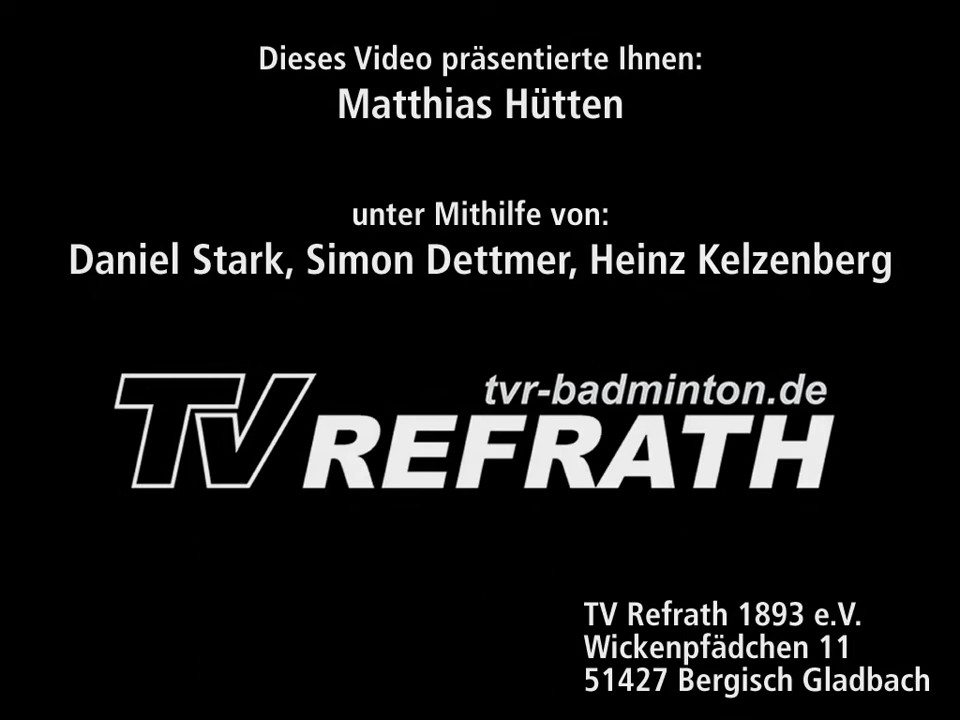 Dieses Video präsentierte Ihnen:
Matthias Hütten
unter Mithilfe von:
Daniel Stark, Simon Dettmer, Heinz Kelzenberg
tvr-badminton.de
TV REFRATH
TV Refrath 1893 e.V.
Wickenpfädchen 11
51427 Bergisch Gladbach